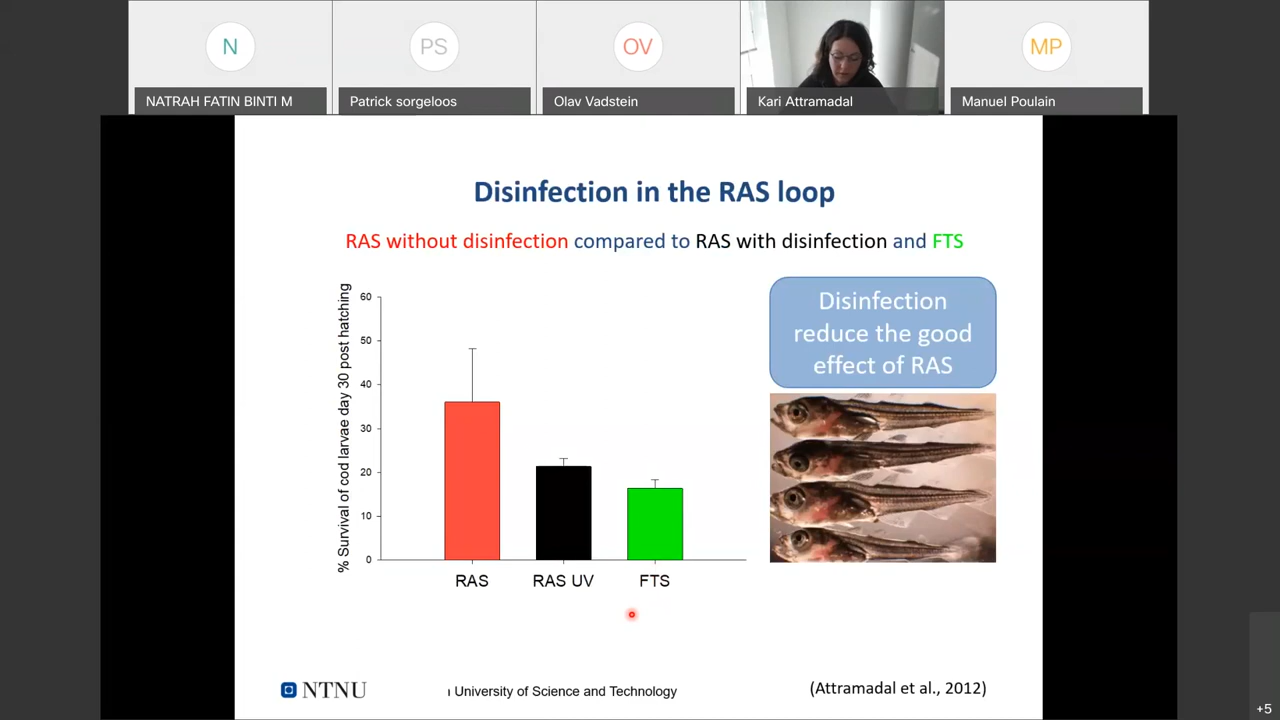 N
PS
OV
MP
NATRAH FATIN BINTI M
Patrick sorgeloos
Olav Vadstein
Kari Attramadal
Manuel Poulain
Disinfection in the RAS loop
RAS without disinfection compared to RAS with disinfection and FTS
% Survival of cod larvae day 30 post hatching
60
50
40
30
20
10
0
RAS
RAS UV
FTS
Disinfection
reduce the good
effect of RAS
NTNU
University of Science and Technology
(Attramadal et al., 2012)
+5